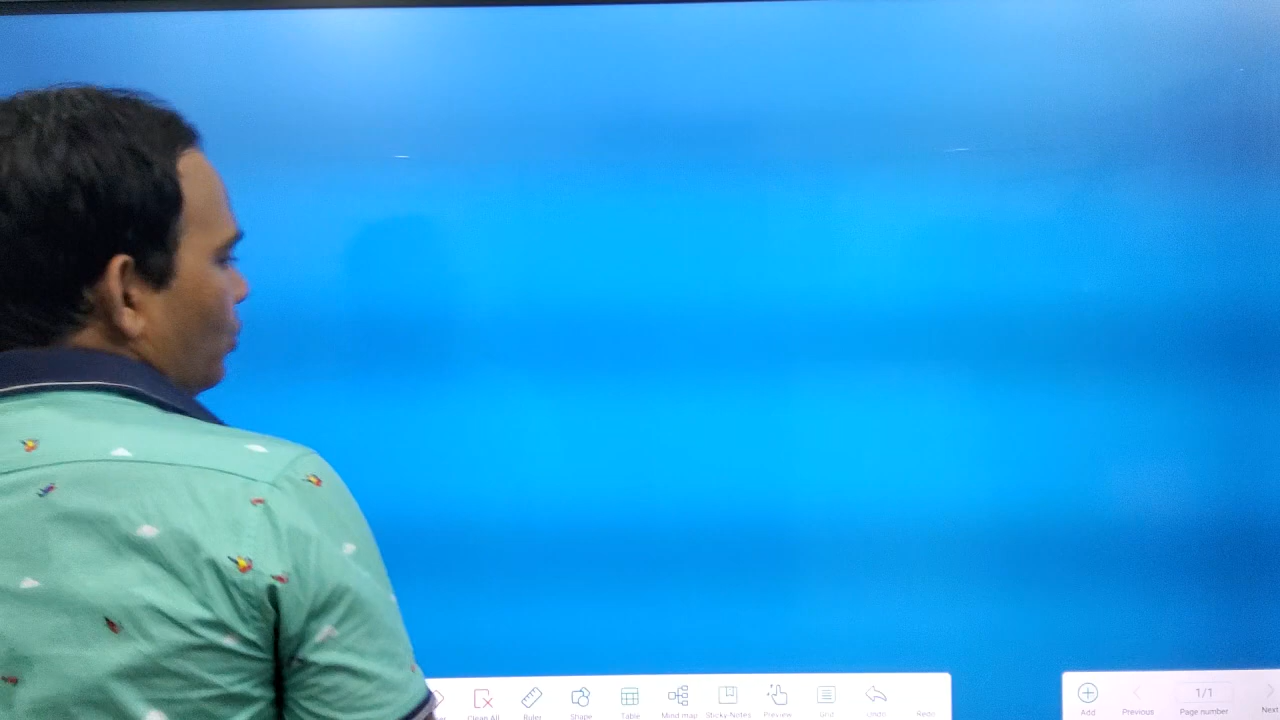 Clean All Ruler Shape Table Mind map Sticky-Notes Preview Grid Undo Redo
1/1
Add Previous Page number Next